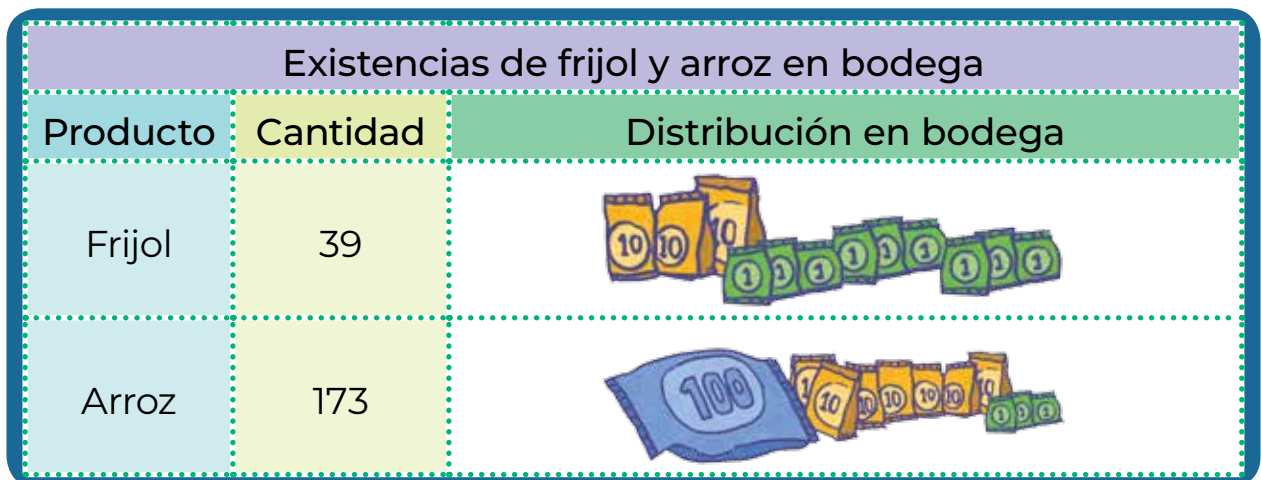 Existencias de frijol y arroz en bodega
Producto Cantidad Distribución en bodega
Frijol 39
10 10 10 1 1 1 1 1 1 1 1 1
Arroz 173
100 10 10 10 10 10 10 1 1 1